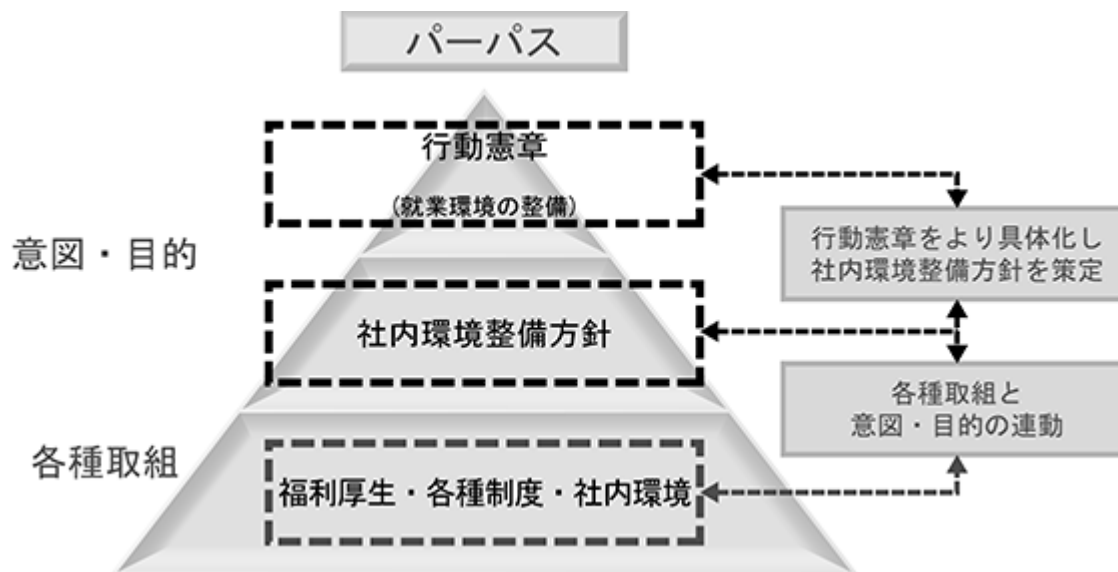 パーパス
行動憲章
(就業環境の整備)
意図・目的
行動憲章をより具体化し
社内環境整備方針を策定
社内環境整備方針
各種取組と
意図・目的の連動
各種取組
福利厚生・各種制度・社内環境